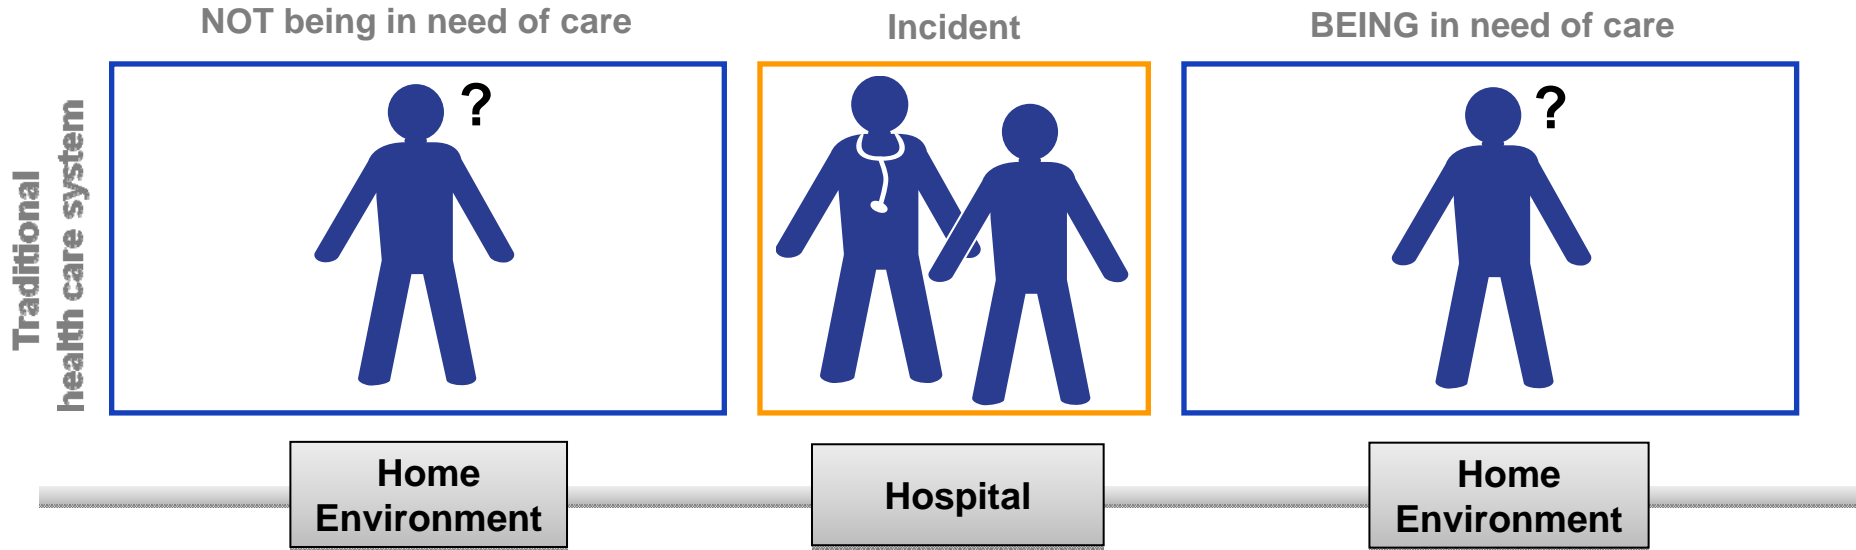 NOT being in need of care
Incident
BEING in need of care
Traditional
health care system
?
?
Home
Environment
Hospital
Home
Environment